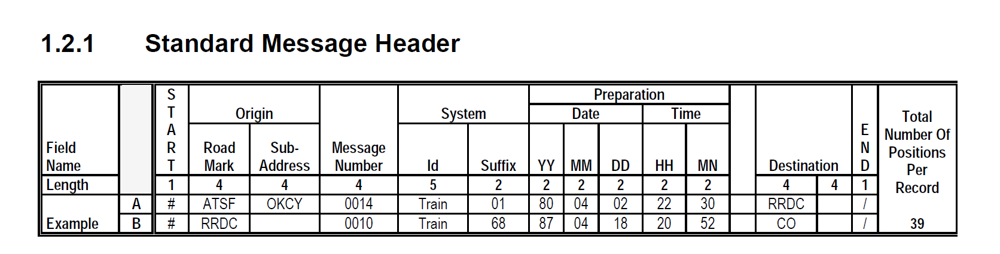 1.2.1 Standard Message Header
Field Name
START
Origin
Road Mark
Sub-Address
Message Number
System
Id
Suffix
Preparation
Date
YY MM DD
Time
HH MN
Destination
END
Total Number Of Positions Per Record
Length 1 4 4 4 5 2 2 2 2 2 2 4 4 1
Example
A # ATSF OKCY 0014 Train 01 80 04 02 22 30 RRDC /
B # RRDC 0010 Train 68 87 04 18 20 52 CO / 39